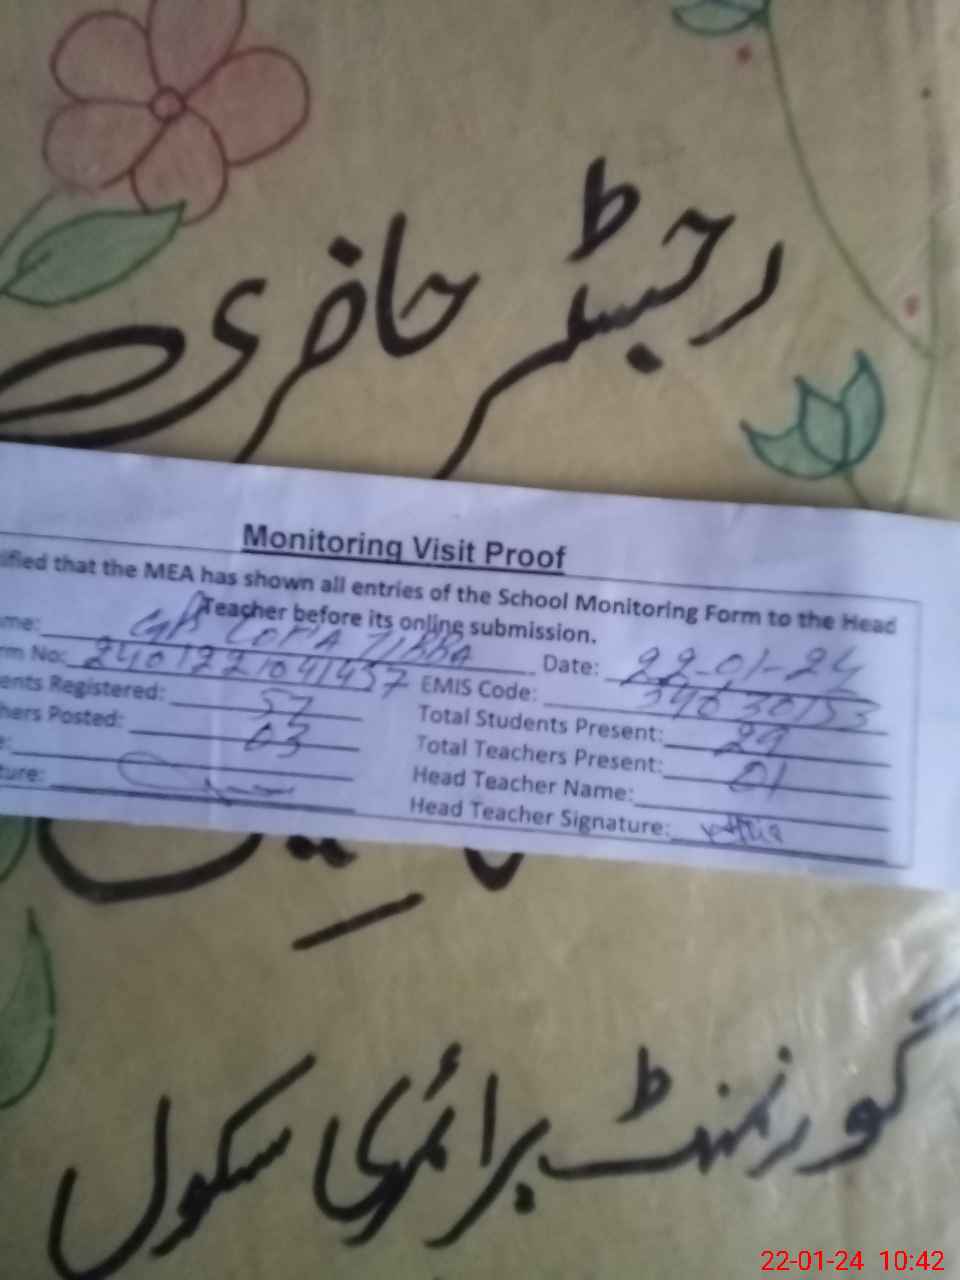 رجسٹر حاضری
Monitoring Visit Proof
ified that the MEA has shown all entries of the School Monitoring Form to the Head
Teacher before its online submission.
me: GPS Date: 22-01-24
rm No: 2401221041457 EMIS Code: 34030153
ents Registered: 57 Total Students Present: 29
hers Posted: 03 Total Teachers Present: 01
e: Head Teacher Name:
ture: Head Teacher Signature:
گورنمنٹ پرائمری سکول
22-01-24 10:42